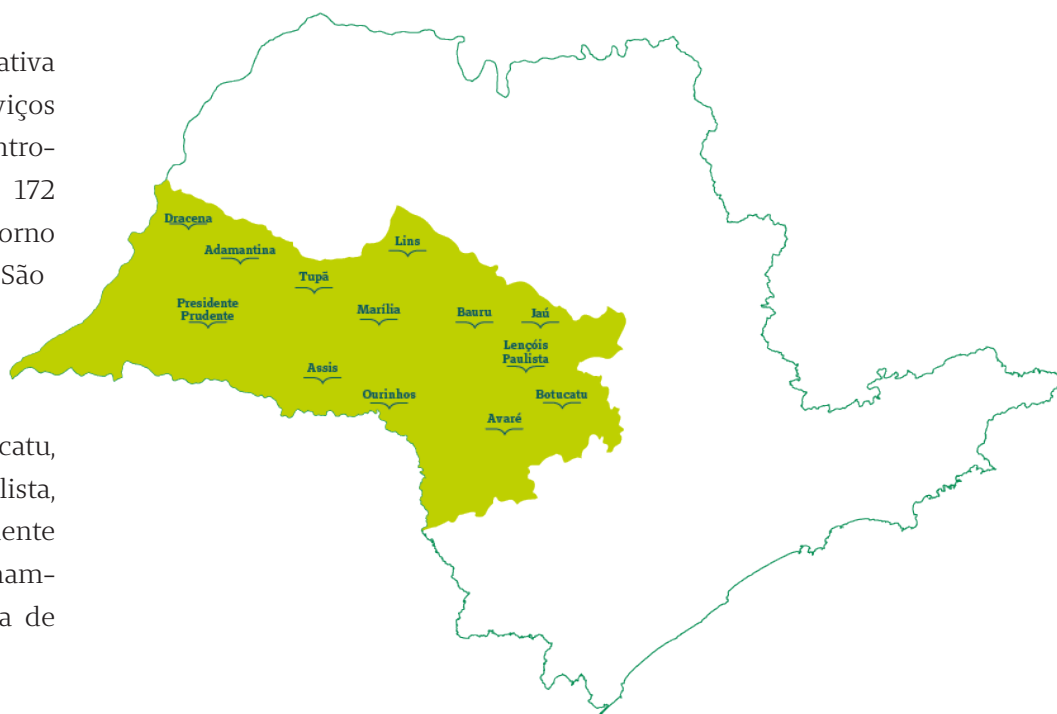 ativa
viços
ntro-
172
orno
São
catu,
lista,
ente
nam-
a de
Dracena
Adamantina
Lins
Tupã
Presidente
Prudente
Marília
Bauru
Jaú
Lençóis
Paulista
Assis
Ourinhos
Botucatu
Avaré